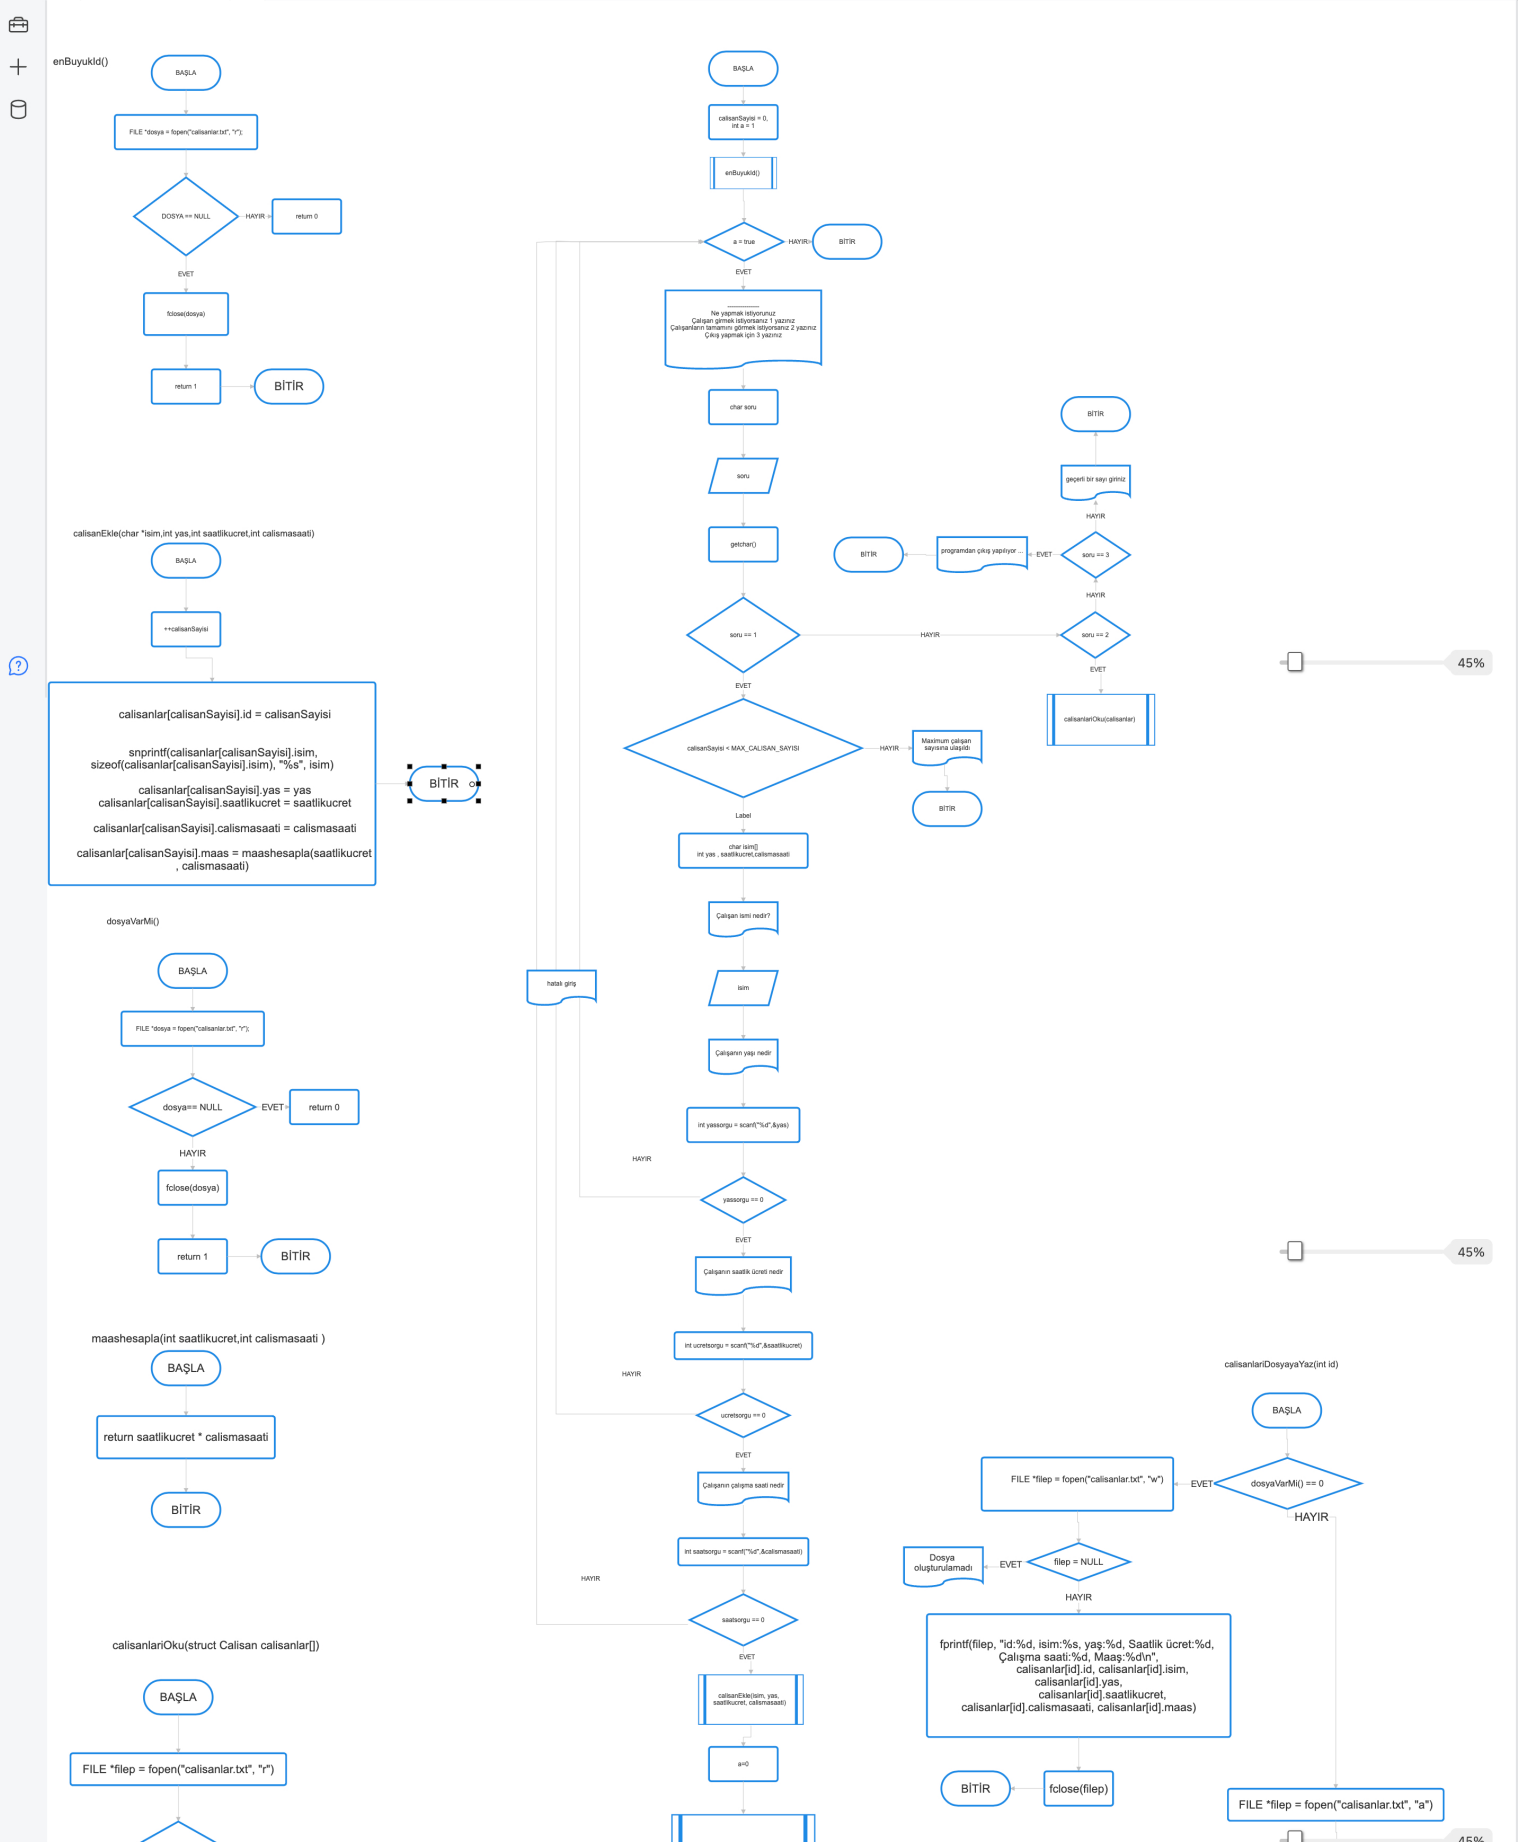 enBuyukId()
BAŞLA
FILE *dosya = fopen("calisanlar.txt", "r");
DOSYA == NULL
HAYIR
return 0
EVET
fclose(dosya)
return 1
BİTİR
calisanEkle(char *isim,int yas,int saatlikucret,int calismasaati)
BAŞLA
++calisanSayisi
calisanlar[calisanSayisi].id = calisanSayisi
snprintf(calisanlar[calisanSayisi].isim,
sizeof(calisanlar[calisanSayisi].isim), "%s", isim)
calisanlar[calisanSayisi].yas = yas
calisanlar[calisanSayisi].saatlikucret = saatlikucret
calisanlar[calisanSayisi].calismasaati = calismasaati
calisanlar[calisanSayisi].maas = maashesapla(saatlikucret
, calismasaati)
BİTİR
dosyaVarMi()
BAŞLA
FILE *dosya = fopen("calisanlar.txt", "r");
dosya== NULL
EVET
return 0
HAYIR
fclose(dosya)
return 1
BİTİR
maashesapla(int saatlikucret,int calismasaati )
BAŞLA
return saatlikucret * calismasaati
BİTİR
calisanlariOku(struct Calisan calisanlar[])
BAŞLA
FILE *filep = fopen("calisanlar.txt", "r")
BAŞLA
calisanSayisi = 0,
int a = 1
enBuyukId()
a = true
HAYIR
BİTİR
EVET
----------------
Ne yapmak istiyorunuz
Çalışan girmek istiyorsanız 1 yazınız
Çalışanların tamamını görmek istiyorsanız 2 yazınız
Çıkış yapmak için 3 yazınız
char soru
soru
getchar()
soru == 1
HAYIR
soru == 2
HAYIR
soru == 3
HAYIR
geçerli bir sayı giriniz
BİTİR
EVET
programdan çıkış yapılıyor ...
BİTİR
EVET
calisanlariOku(calisanlar)
EVET
calisanSayisi < MAX_CALISAN_SAYISI
HAYIR
Maximum çalışan
sayısına ulaşıldı
BİTİR
Label
char isim[]
int yas , saatlikucret,calismasaati
Çalışan ismi nedir?
isim
hatalı giriş
Çalışanın yaşı nedir
int yassorgu = scanf("%d",&yas)
HAYIR
yassorgu == 0
EVET
Çalışanın saatlik ücreti nedir
int ucretsorgu = scanf("%d",&saatlikucret)
HAYIR
ucretsorgu == 0
EVET
Çalışanın çalışma saati nedir
int saatsorgu = scanf("%d",&calismasaati)
HAYIR
saatsorgu == 0
EVET
calisanEkle(isim, yas,
saatlikucret, calismasaati)
a=0
45%
45%
calisanlariDosyayaYaz(int id)
BAŞLA
dosyaVarMi() == 0
EVET
FILE *filep = fopen("calisanlar.txt", "w")
HAYIR
filep = NULL
EVET
Dosya
oluşturulamadı
HAYIR
fprintf(filep, "id:%d, isim:%s, yaş:%d, Saatlik ücret:%d,
Çalışma saati:%d, Maaş:%d\n",
calisanlar[id].id, calisanlar[id].isim,
calisanlar[id].yas,
calisanlar[id].saatlikucret,
calisanlar[id].calismasaati, calisanlar[id].maas)
fclose(filep)
BİTİR
FILE *filep = fopen("calisanlar.txt", "a")
45%